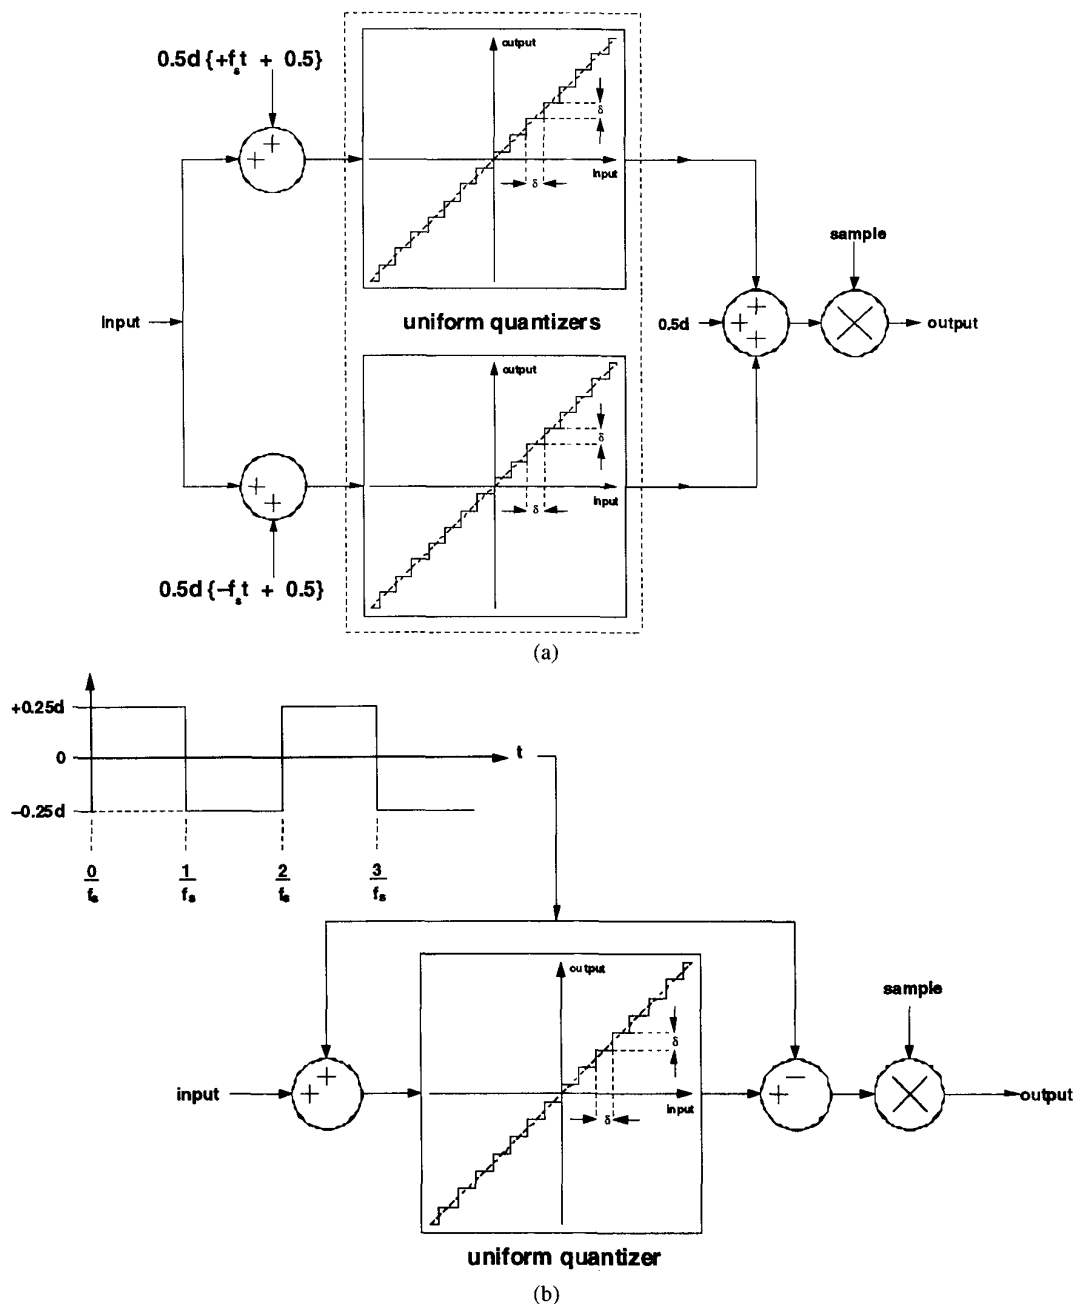 output
0.5d {+f_s t + 0.5}
δ
Input
δ
sample
Input
uniform quantizers
0.5d
output
output
δ
Input
δ
0.5d {−f_s t + 0.5}
(a)
+0.25d
0
t
−0.25d
0/f_s 1/f_s 2/f_s 3/f_s
output
sample
δ
input
input
output
δ
uniform quantizer
(b)